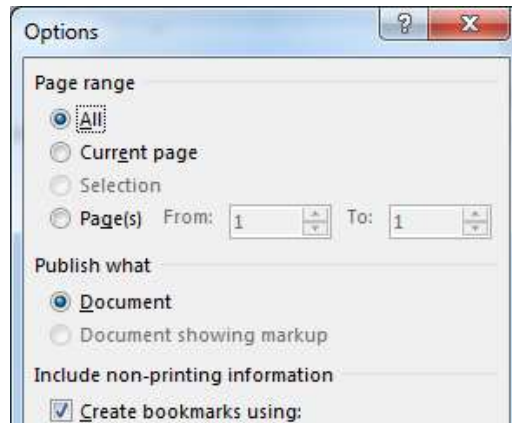 Options
Page range
All
Current page
Selection
Page(s) From: 1 To: 1
Publish what
Document
Document showing markup
Include non-printing information
Create bookmarks using: